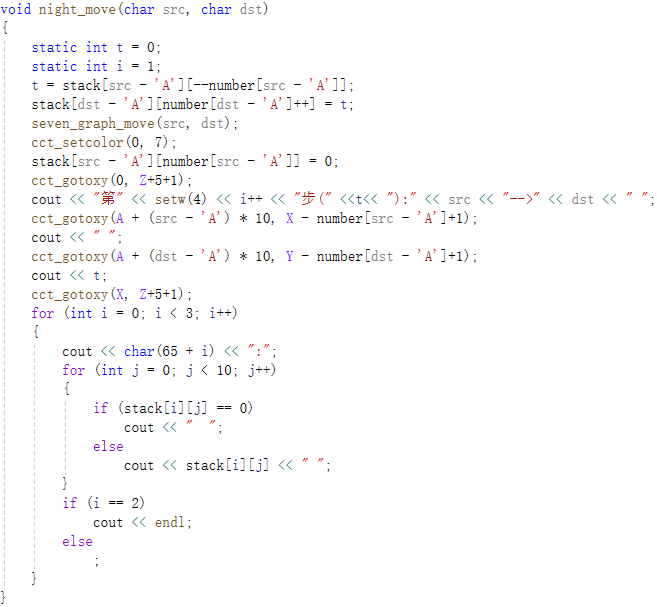 void night_move(char src, char dst)
{
    static int t = 0;
    static int i = 1;
    t = stack[src - 'A'][--number[src - 'A']];
    stack[dst - 'A'][number[dst - 'A']++] = t;
    seven_graph_move(src, dst);
    cct_setcolor(0, 7);
    stack[src - 'A'][number[src - 'A']] = 0;
    cct_gotoxy(0, Z+5+1);
    cout << "第" << setw(4) << i++ << "步(" <<t<< "):" << src << "-->" << dst << " ";
    cct_gotoxy(A + (src - 'A') * 10, X - number[src - 'A']+1);
    cout << " ";
    cct_gotoxy(A + (dst - 'A') * 10, Y - number[dst - 'A']+1);
    cout << t;
    cct_gotoxy(X, Z+5+1);
    for (int i = 0; i < 3; i++)
    {
        cout << char(65 + i) << ":";
        for (int j = 0; j < 10; j++)
        {
            if (stack[i][j] == 0)
                cout << "  ";
            else
                cout << stack[i][j] << " ";
        }
        if (i == 2)
            cout << endl;
        else
            ;
    }
}